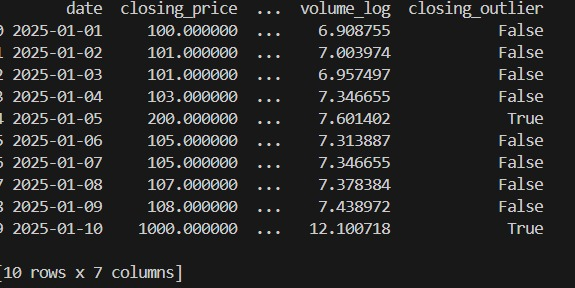 date closing_price ... volume_log closing_outlier
0 2025-01-01 100.000000 ... 6.908755 False
1 2025-01-02 101.000000 ... 7.003974 False
2 2025-01-03 101.000000 ... 6.957497 False
3 2025-01-04 103.000000 ... 7.346655 False
4 2025-01-05 200.000000 ... 7.601402 True
5 2025-01-06 105.000000 ... 7.313887 False
6 2025-01-07 105.000000 ... 7.346655 False
7 2025-01-08 107.000000 ... 7.378384 False
8 2025-01-09 108.000000 ... 7.438972 False
9 2025-01-10 1000.000000 ... 12.100718 True
[10 rows x 7 columns]